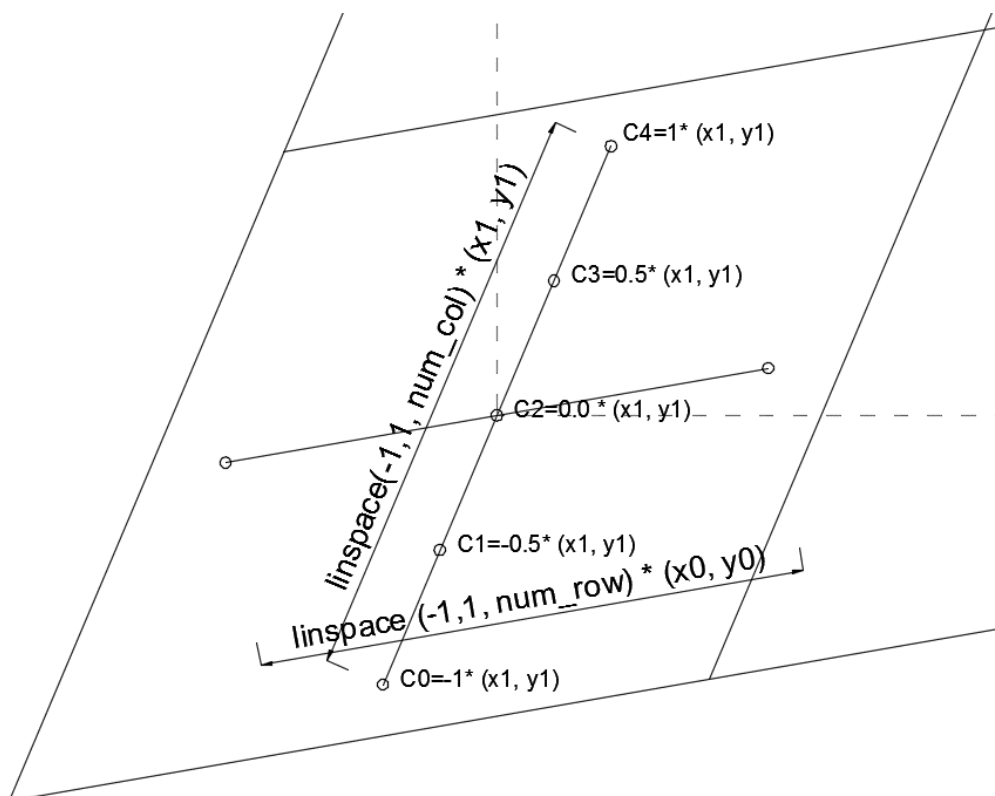 C4=1* (x1, y1)
linspace(-1,1, num_col) * (x1, y1)
C3=0.5* (x1, y1)
C2=0.0 * (x1, y1)
C1=-0.5* (x1, y1)
linspace (-1,1, num_row) * (x0, y0)
C0=-1* (x1, y1)